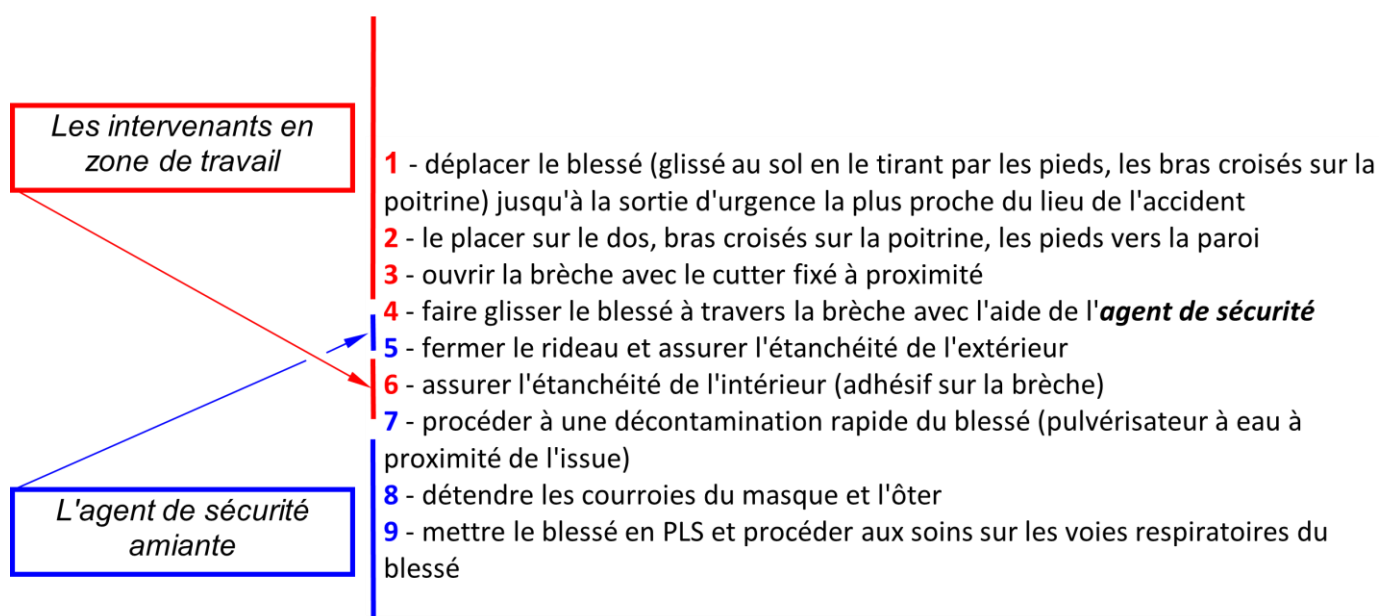 Les intervenants en
zone de travail
1 - déplacer le blessé (glissé au sol en le tirant par les pieds, les bras croisés sur la
poitrine) jusqu'à la sortie d'urgence la plus proche du lieu de l'accident
2 - le placer sur le dos, bras croisés sur la poitrine, les pieds vers la paroi
3 - ouvrir la brèche avec le cutter fixé à proximité
4 - faire glisser le blessé à travers la brèche avec l'aide de l'agent de sécurité
5 - fermer le rideau et assurer l'étanchéité de l'extérieur
6 - assurer l'étanchéité de l'intérieur (adhésif sur la brèche)
7 - procéder à une décontamination rapide du blessé (pulvérisateur à eau à
proximité de l'issue)
8 - détendre les courroies du masque et l'ôter
9 - mettre le blessé en PLS et procéder aux soins sur les voies respiratoires du
blessé
L'agent de sécurité
amiante